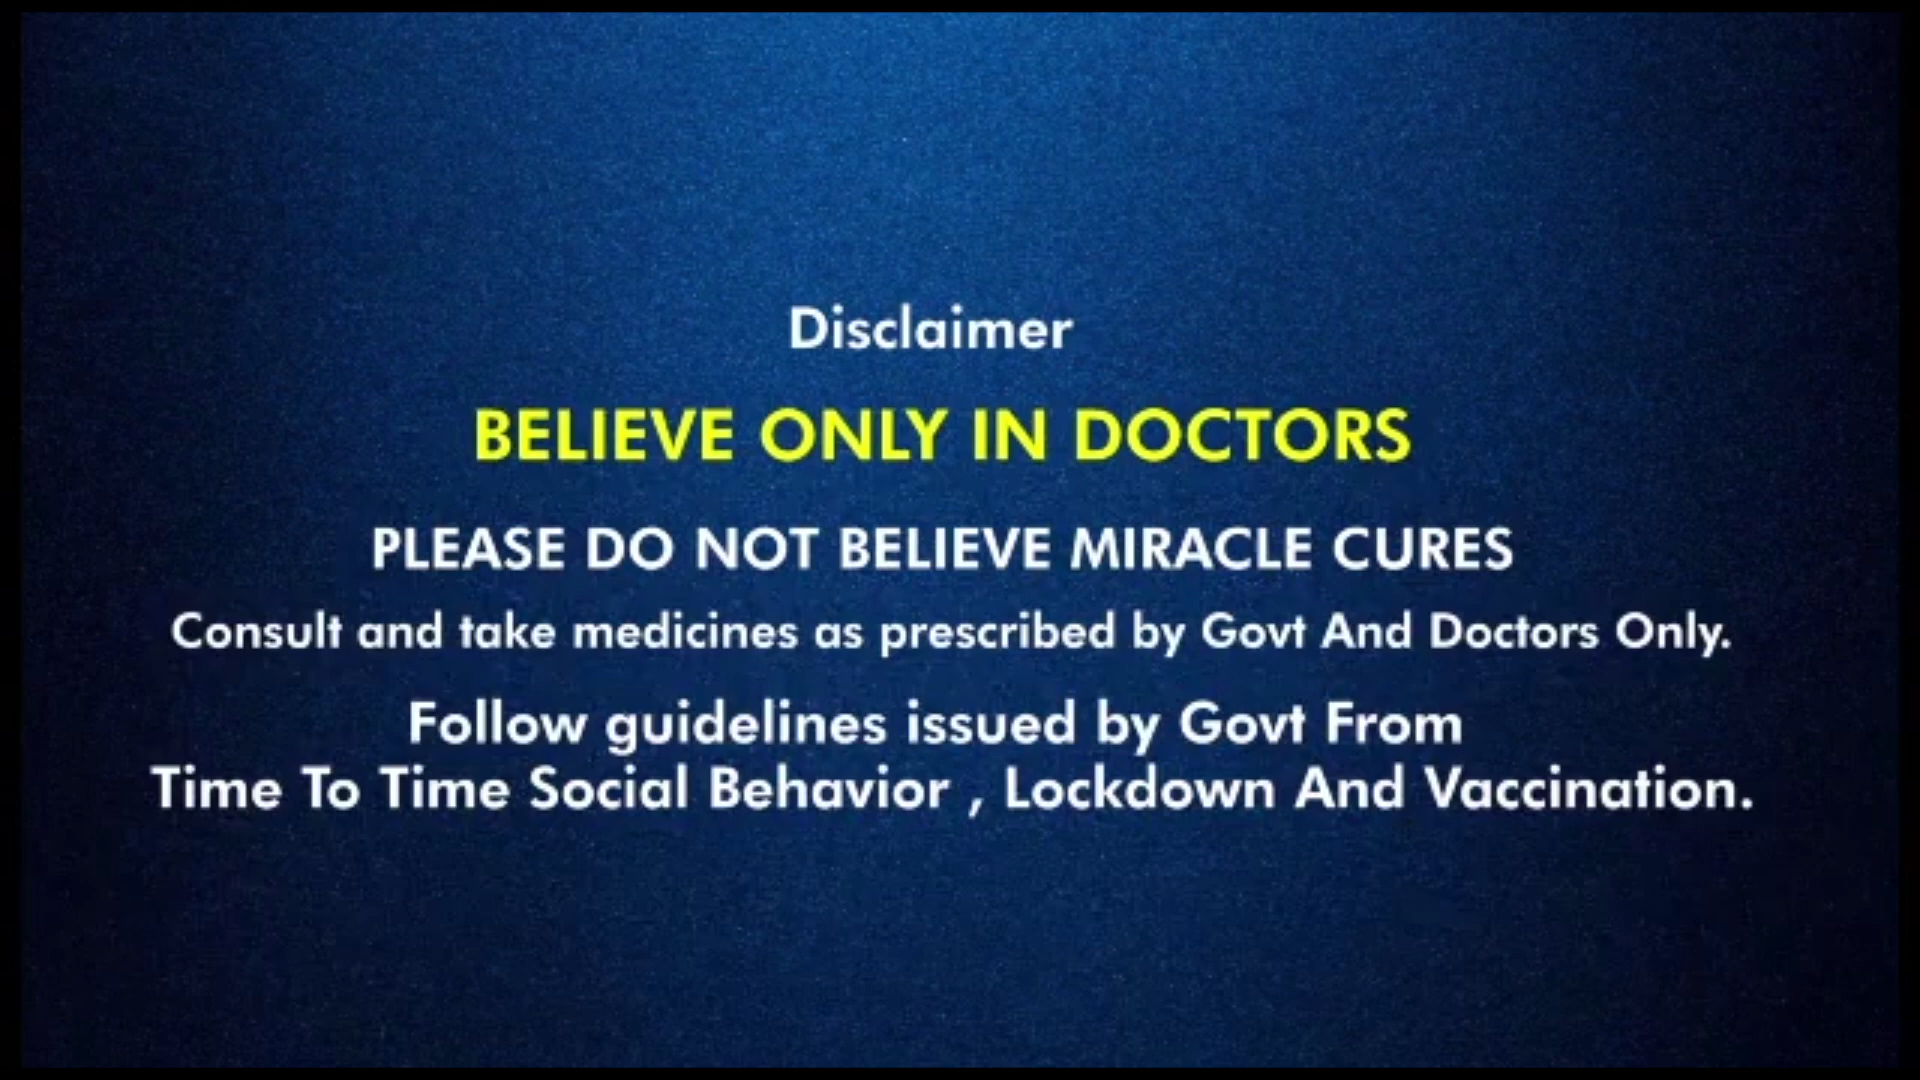 Disclaimer
BELIEVE ONLY IN DOCTORS
PLEASE DO NOT BELIEVE MIRACLE CURES
Consult and take medicines as prescribed by Govt And Doctors Only.
Follow guidelines issued by Govt From
Time To Time Social Behavior , Lockdown And Vaccination.